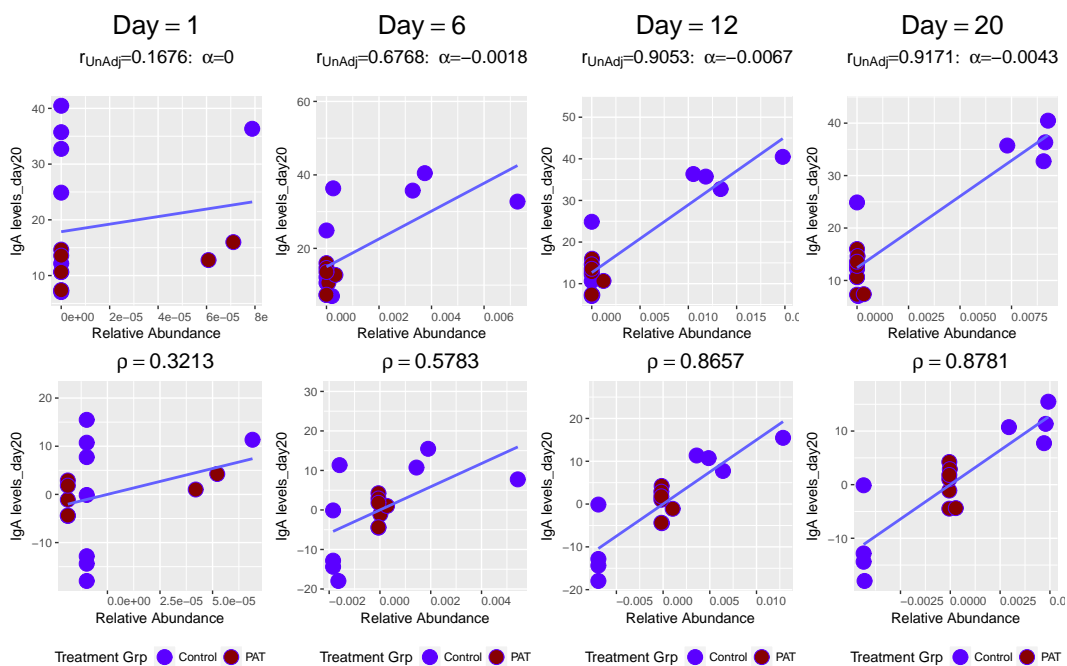 Day = 1 Day = 6 Day = 12 Day = 20
rUnAdj=0.1676: α=0 rUnAdj=0.6768: α=−0.0018 rUnAdj=0.9053: α=−0.0067 rUnAdj=0.9171: α=−0.0043
IgA levels_day20 IgA levels_day20 IgA levels_day20 IgA levels_day20
40 60 50 40
30 40 40 30
20 20 30 20
10 0 20 10
10
0e+00 2e−05 4e−05 6e−05 8e 0.000 0.002 0.004 0.006 0.000 0.005 0.010 0.015 0.0 0.0000 0.0025 0.0050 0.0075
Relative Abundance Relative Abundance Relative Abundance Relative Abundance
ρ = 0.3213 ρ = 0.5783 ρ = 0.8657 ρ = 0.8781
IgA levels_day20 IgA levels_day20 IgA levels_day20 IgA levels_day20
20 30 20 10
10 20 10 0
0 10 0 −10
−10 0 −10
−10 −20
−20
0.0e+00 2.5e−05 5.0e−05 −0.002 0.000 0.002 0.004 −0.005 0.000 0.005 0.010 −0.0025 0.0000 0.0025 0.0
Relative Abundance Relative Abundance Relative Abundance Relative Abundance
Treatment Grp Control PAT Treatment Grp Control PAT Treatment Grp Control PAT Treatment Grp Control PAT